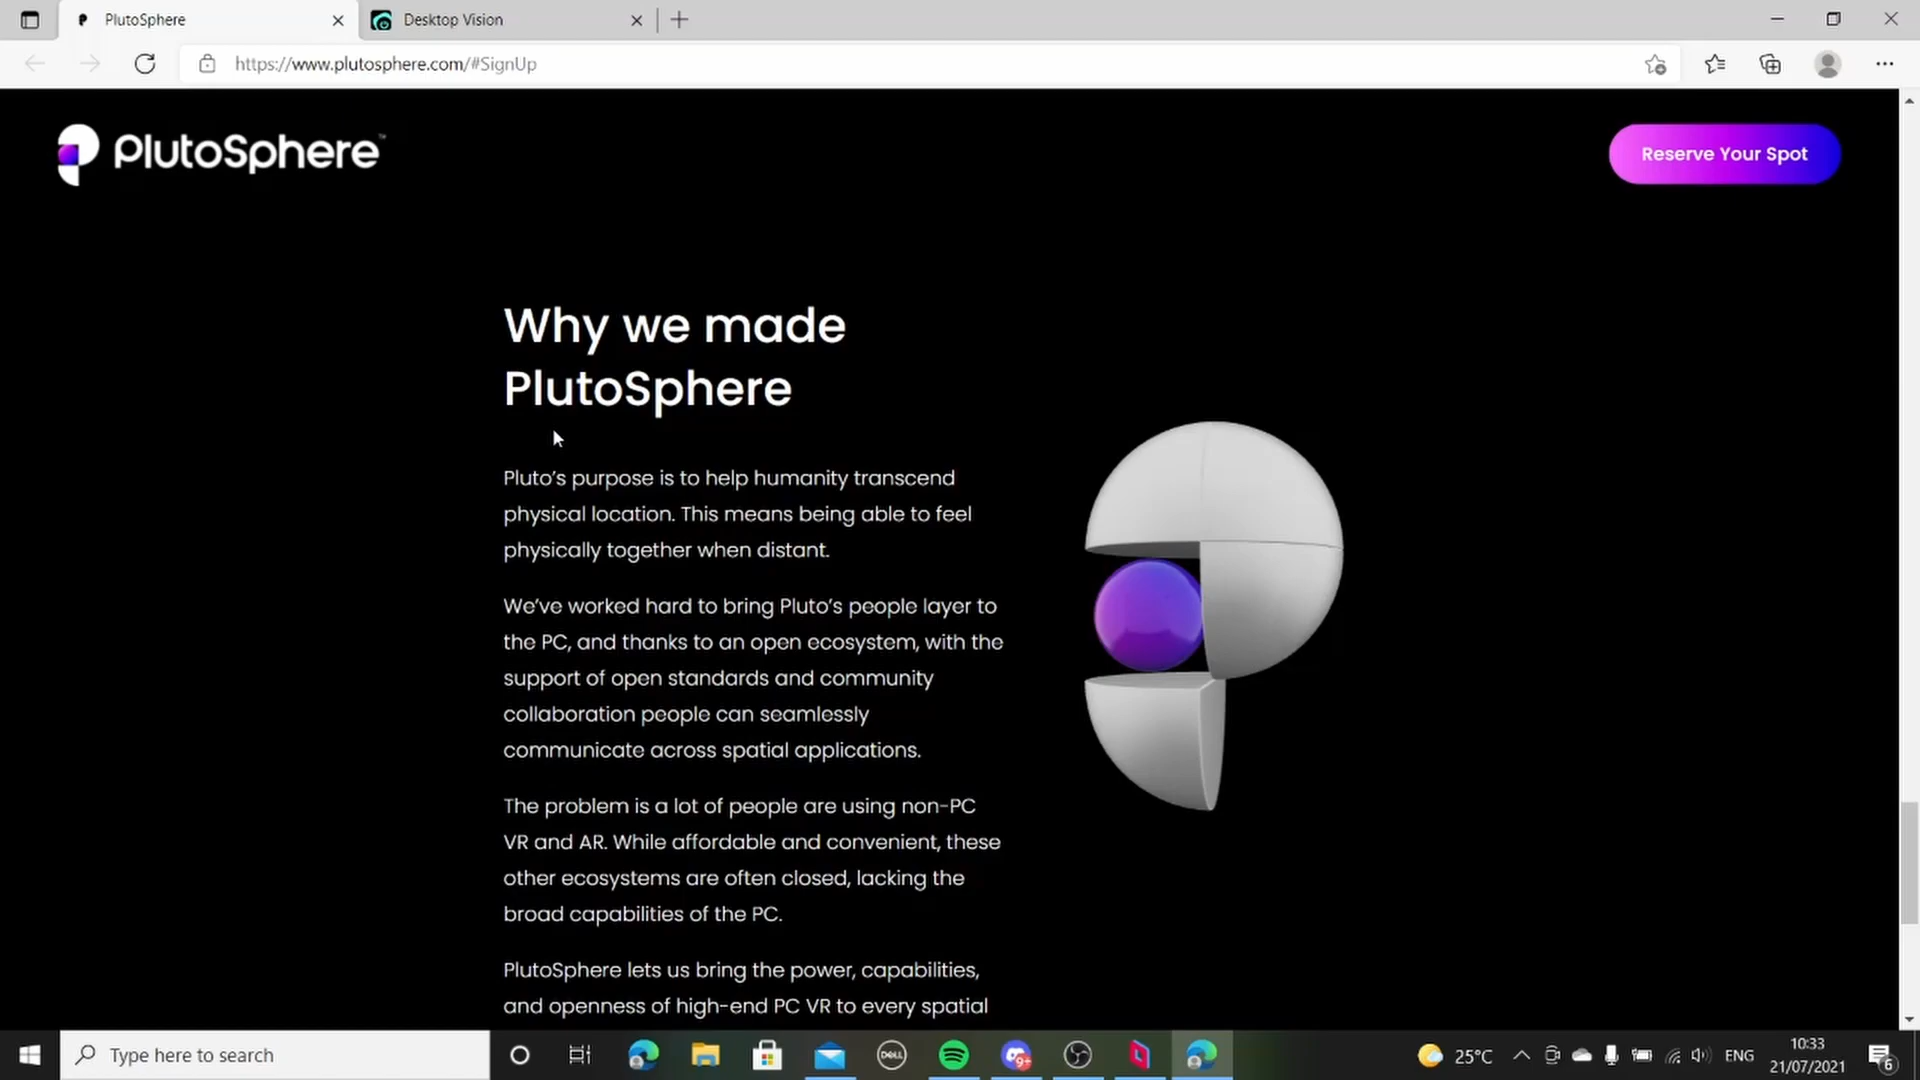 PlutoSphere
Desktop Vision
https://www.plutosphere.com/#SignUp
PlutoSphere™
Reserve Your Spot
Why we made
PlutoSphere
Pluto’s purpose is to help humanity transcend
physical location. This means being able to feel
physically together when distant.
We’ve worked hard to bring Pluto’s people layer to
the PC, and thanks to an open ecosystem, with the
support of open standards and community
collaboration people can seamlessly
communicate across spatial applications.
The problem is a lot of people are using non-PC
VR and AR. While affordable and convenient, these
other ecosystems are often closed, lacking the
broad capabilities of the PC.
PlutoSphere lets us bring the power, capabilities,
and openness of high-end PC VR to every spatial
Type here to search
DELL
9+
25°C
ENG
10:33
21/07/2021
6